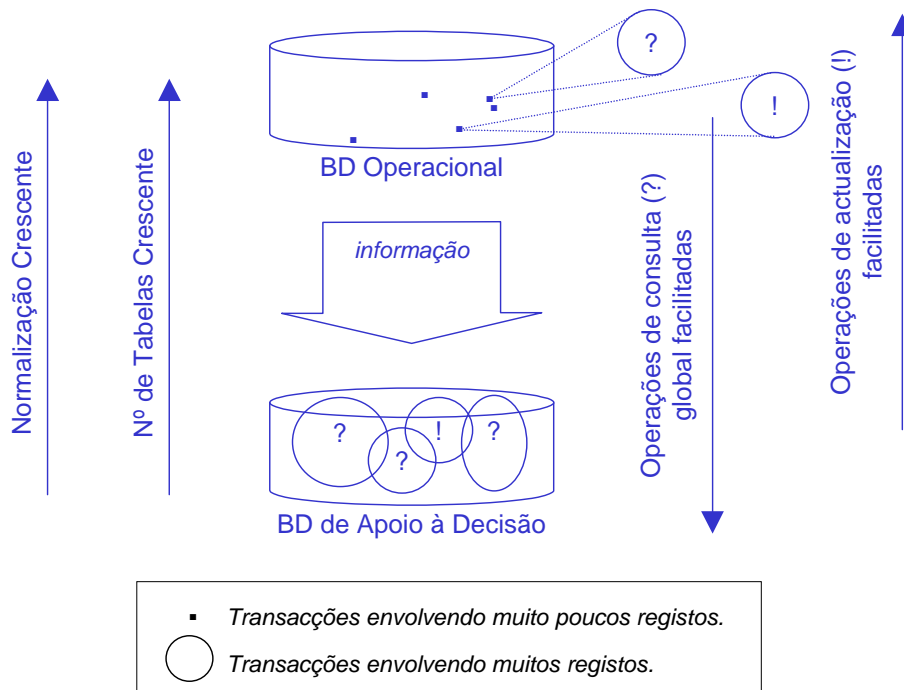 ?
!
BD Operacional
informação
Normalização Crescente
Nº de Tabelas Crescente
Operações de consulta (?)
global facilitadas
Operações de actualização (!)
facilitadas
? ? ! ?
BD de Apoio à Decisão
Transacções envolvendo muito poucos registos.
Transacções envolvendo muitos registos.